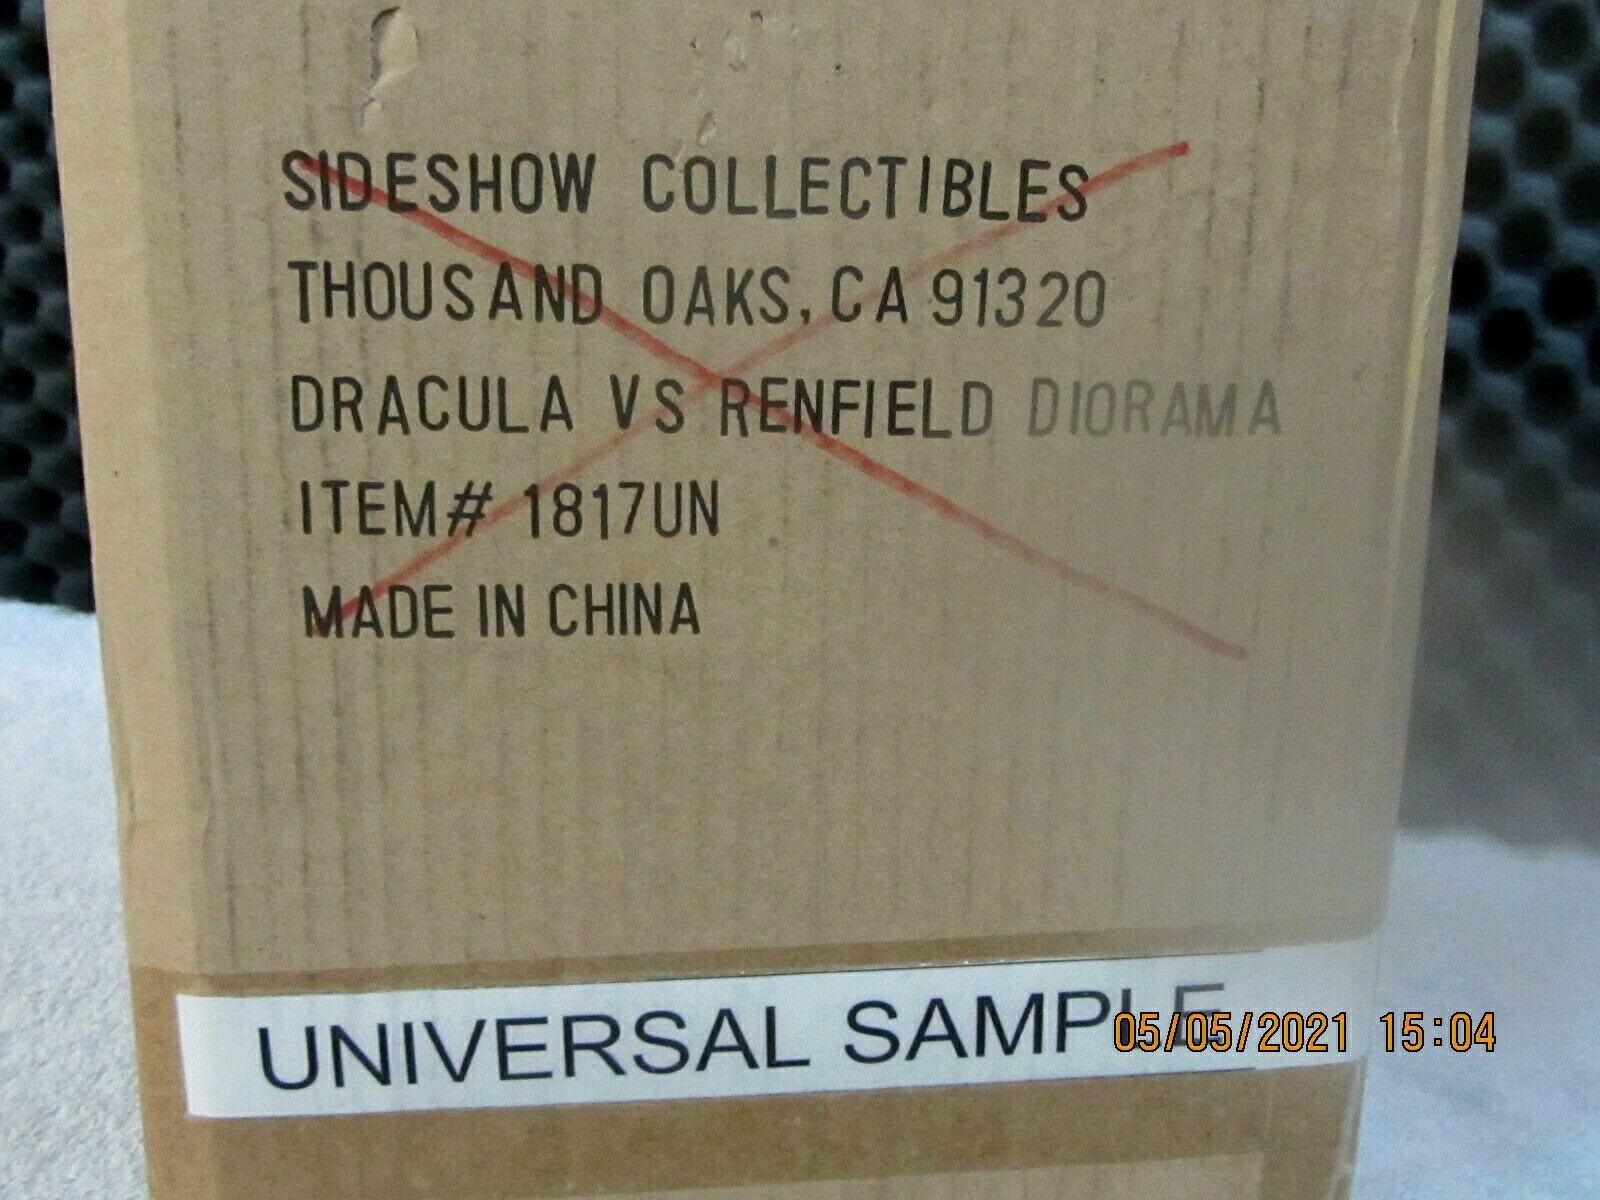 SIDESHOW COLLECTIBLES
THOUSAND OAKS, CA 91320
DRACULA VS RENFIELD DIORAMA
ITEM# 1817UN
MADE IN CHINA
UNIVERSAL SAMPLE
05/05/2021 15:04